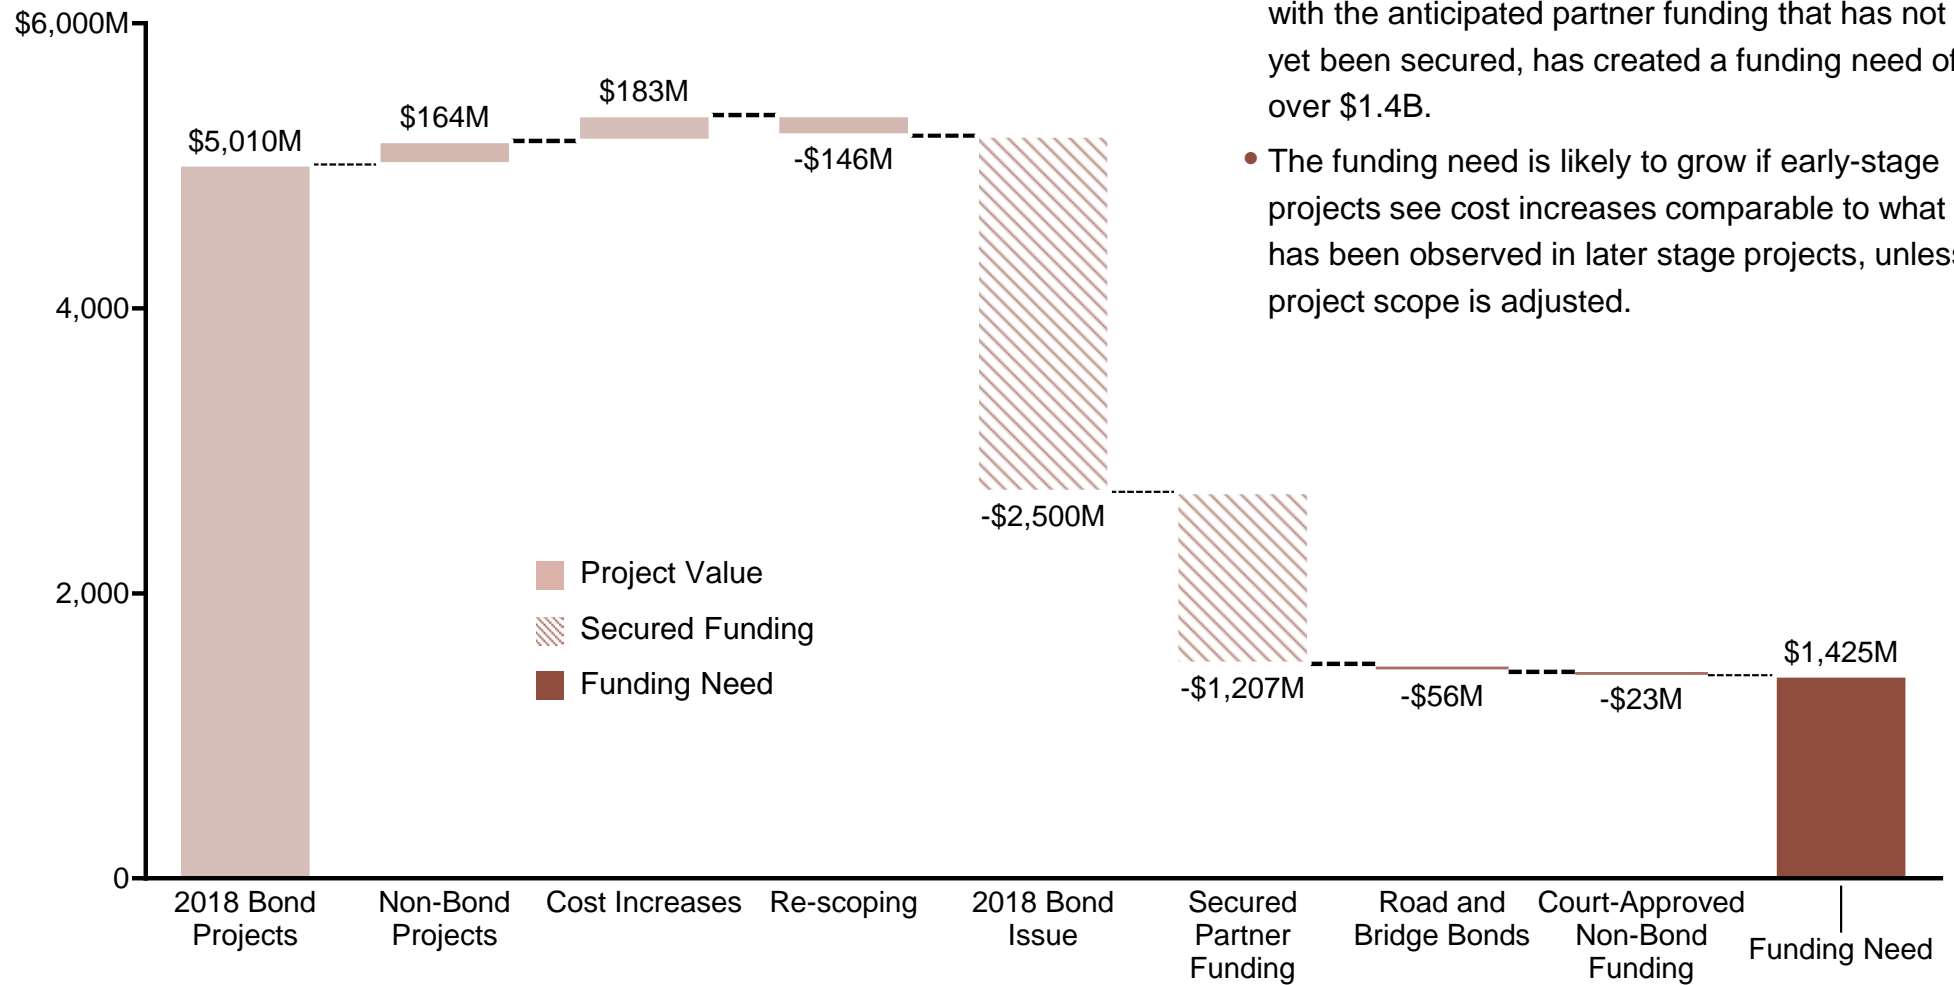 $6,000M
4,000
2,000
0
$5,010M
$164M
$183M
-$146M
-$2,500M
-$1,207M
-$56M
-$23M
$1,425M
Project Value
Secured Funding
Funding Need
2018 Bond
Projects
Non-Bond
Projects
Cost Increases
Re-scoping
2018 Bond
Issue
Secured
Partner
Funding
Road and
Bridge Bonds
Court-Approved
Non-Bond
Funding
Funding Need
with the anticipated partner funding that has not
yet been secured, has created a funding need of
over $1.4B.
• The funding need is likely to grow if early-stage
projects see cost increases comparable to what
has been observed in later stage projects, unless
project scope is adjusted.